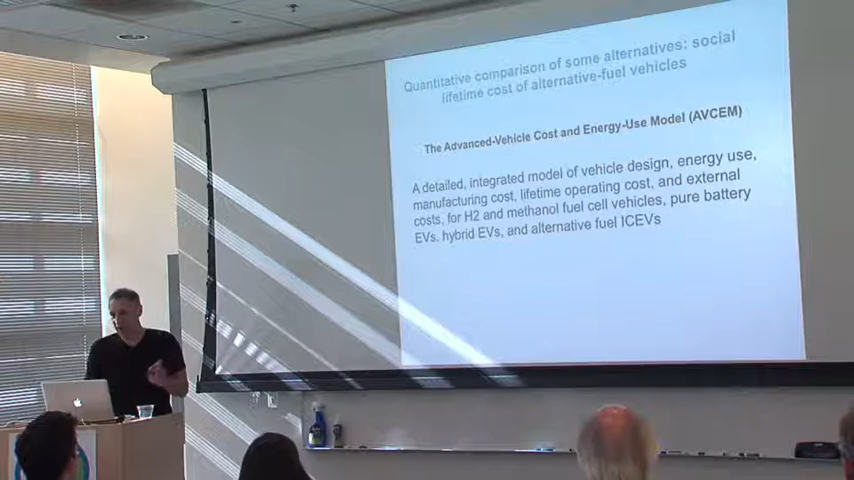 Quantitative comparison of some alternatives: social
lifetime cost of alternative-fuel vehicles
The Advanced-Vehicle Cost and Energy-Use Model (AVCEM)
A detailed, integrated model of vehicle design, energy use,
manufacturing cost, lifetime operating cost, and external
costs, for H2 and methanol fuel cell vehicles, pure battery
EVs, hybrid EVs, and alternative fuel ICEVs